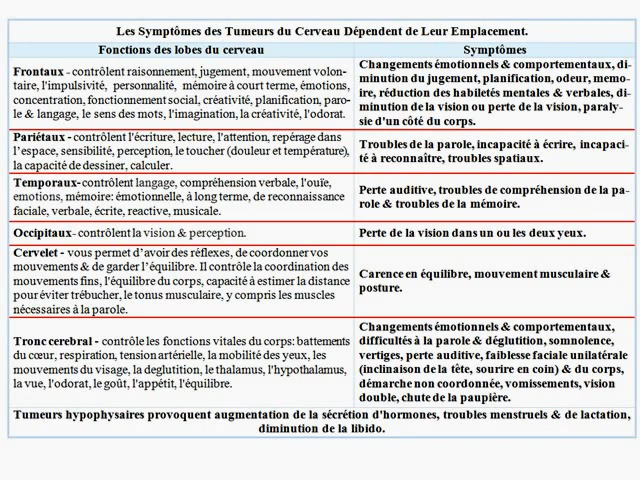 Les Symptômes des Tumeurs du Cerveau Dépendent de Leur Emplacement.
Fonctions des lobes du cerveau
Symptômes
Frontaux - contrôlent raisonnement, jugement, mouvement volon-
taire, l'impulsivité, personnalité, mémoire à court terme, émotions,
concentration, fonctionnement social, créativité, planification, paro-
le & langage, le sens des mots, l'imagination, la créativité, l'odorat.
Changements émotionnels & comportementaux, di-
minution du jugement, planification, odeur, memo-
ire, réduction des habiletés mentales & verbales, di-
minution de la vision ou perte de la vision, paraly-
sie d'un côté du corps.
Pariétaux - contrôlent l'écriture, lecture, l'attention, repérage dans
l'espace, sensibilité, perception, le toucher (douleur et température),
la capacité de dessiner, calculer.
Troubles de la parole, incapacité à écrire, incapaci-
té à reconnaître, troubles spatiaux.
Temporaux- contrôlent langage, compréhension verbale, l'ouïe,
emotions, mémoire: émotionnelle, à long terme, de reconnaissance
faciale, verbale, écrite, reactive, musicale.
Perte auditive, troubles de compréhension de la pa-
role & troubles de la mémoire.
Occipitaux- contrôlent la vision & perception.
Perte de la vision dans un ou les deux yeux.
Cervelet - vous permet d'avoir des réflexes, de coordonner vos
mouvements & de garder l'équilibre. Il contrôle la coordination des
mouvements fins, l'équilibre du corps, capacité à estimer la distance
pour éviter trébucher, le tonus musculaire, y compris les muscles
nécessaires à la parole.
Carence en équilibre, mouvement musculaire &
posture.
Tronc cerebral - contrôle les fonctions vitales du corps: battements
du cœur, respiration, tension artérielle, la mobilité des yeux, les
mouvements du visage, la deglutition, le thalamus, l'hypothalamus,
la vue, l'odorat, le goût, l'appétit, l'équilibre.
Changements émotionnels & comportementaux,
difficultés à la parole & déglutition, somnolence,
vertiges, perte auditive, faiblesse faciale unilatérale
(inclinaison de la tête, sourire en coin) & du corps,
démarche non coordonnée, vomissements, vision
double, chute de la paupière.
Tumeurs hypophysaires provoquent augmentation de la sécrétion d'hormones, troubles menstruels & de lactation,
diminution de la libido.